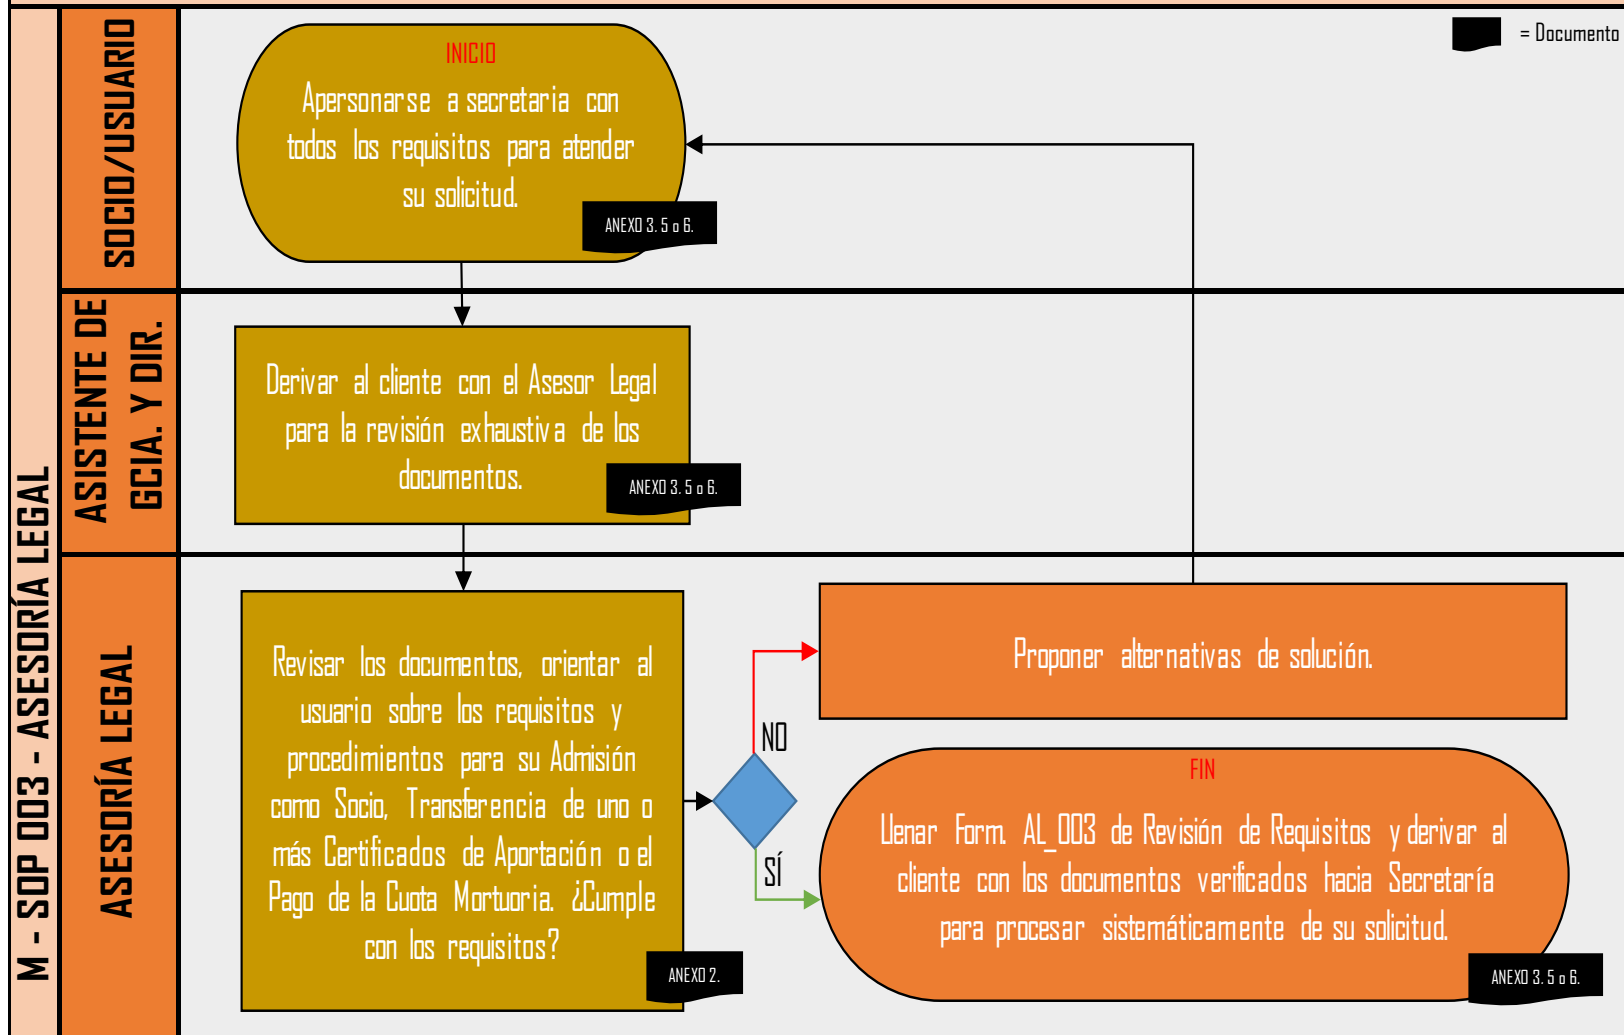 M - SOP 003 - ASESORÍA LEGAL
SOCIO/USUARIO
INICIO
Apersonarse a secretaria con
todos los requisitos para atender
su solicitud.
ANEXO 3. 5 o 6.
= Documento
ASISTENTE DE
GCIA. Y DIR.
Derivar al cliente con el Asesor Legal
para la revisión exhaustiva de los
documentos.
ANEXO 3. 5 o 6.
ASESORÍA LEGAL
Revisar los documentos, orientar al
usuario sobre los requisitos y
procedimientos para su Admisión
como Socio, Transferencia de uno o
más Certificados de Aportación o el
Pago de la Cuota Mortuoria. ¿Cumple
con los requisitos?
ANEXO 2.
NO
SÍ
Proponer alternativas de solución.
FIN
Llenar Form. AL_003 de Revisión de Requisitos y derivar al
cliente con los documentos verificados hacia Secretaría
para procesar sistemáticamente de su solicitud.
ANEXO 3. 5 o 6.